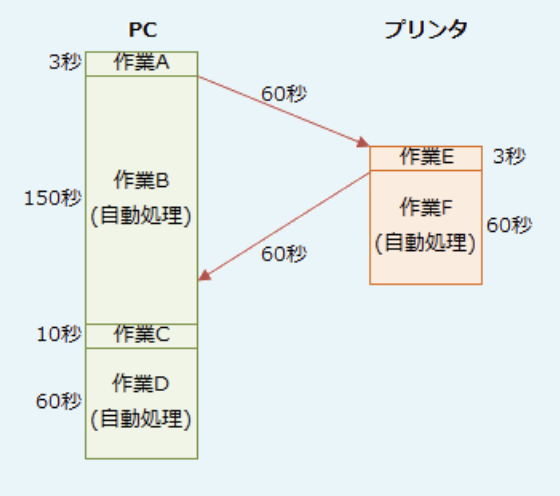 PC
プリンタ
3秒
作業A
60秒
作業E
3秒
150秒
作業B
(自動処理)
作業F
(自動処理)
60秒
60秒
10秒
作業C
60秒
作業D
(自動処理)